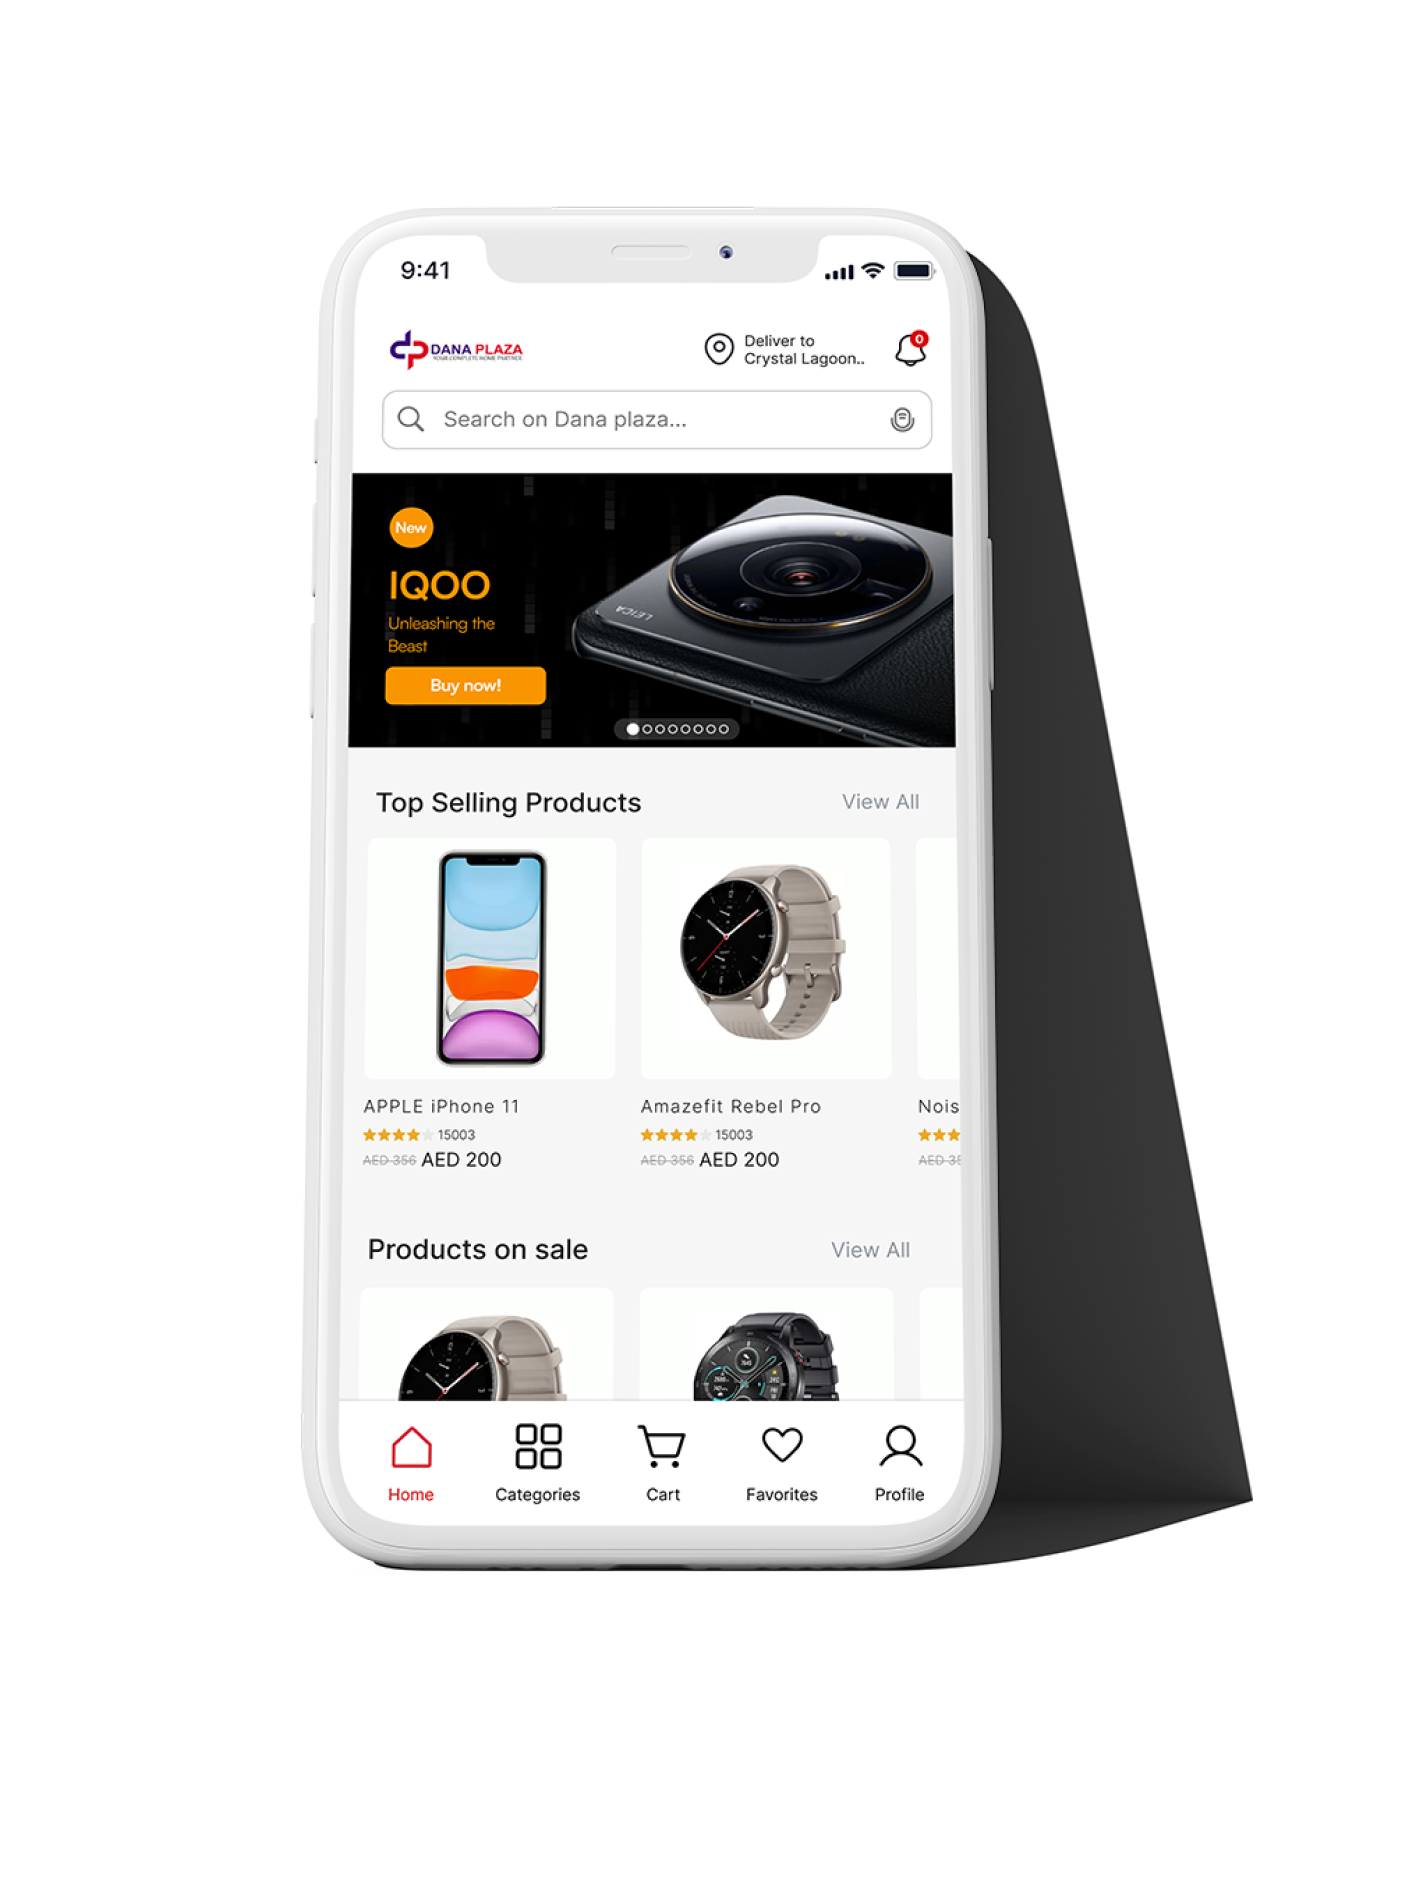 9:41
DANA PLAZA
YOUR COMPLETE HOME PARTNER
Deliver to
Crystal Lagoon..
0
Search on Dana plaza...
New
IQOO
Unleashing the
Beast
Buy now!
LEICA
Top Selling Products
View All
APPLE iPhone 11
15003
AED 356 AED 200
Amazefit Rebel Pro
15003
AED 356 AED 200
Nois
AED 35
Products on sale
View All
Home
Categories
Cart
Favorites
Profile